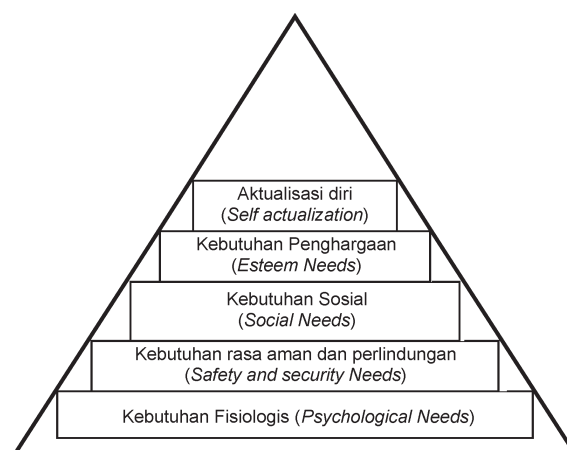 Aktualisasi diri
(Self actualization)
Kebutuhan Penghargaan
(Esteem Needs)
Kebutuhan Sosial
(Social Needs)
Kebutuhan rasa aman dan perlindungan
(Safety and security Needs)
Kebutuhan Fisiologis (Psychological Needs)